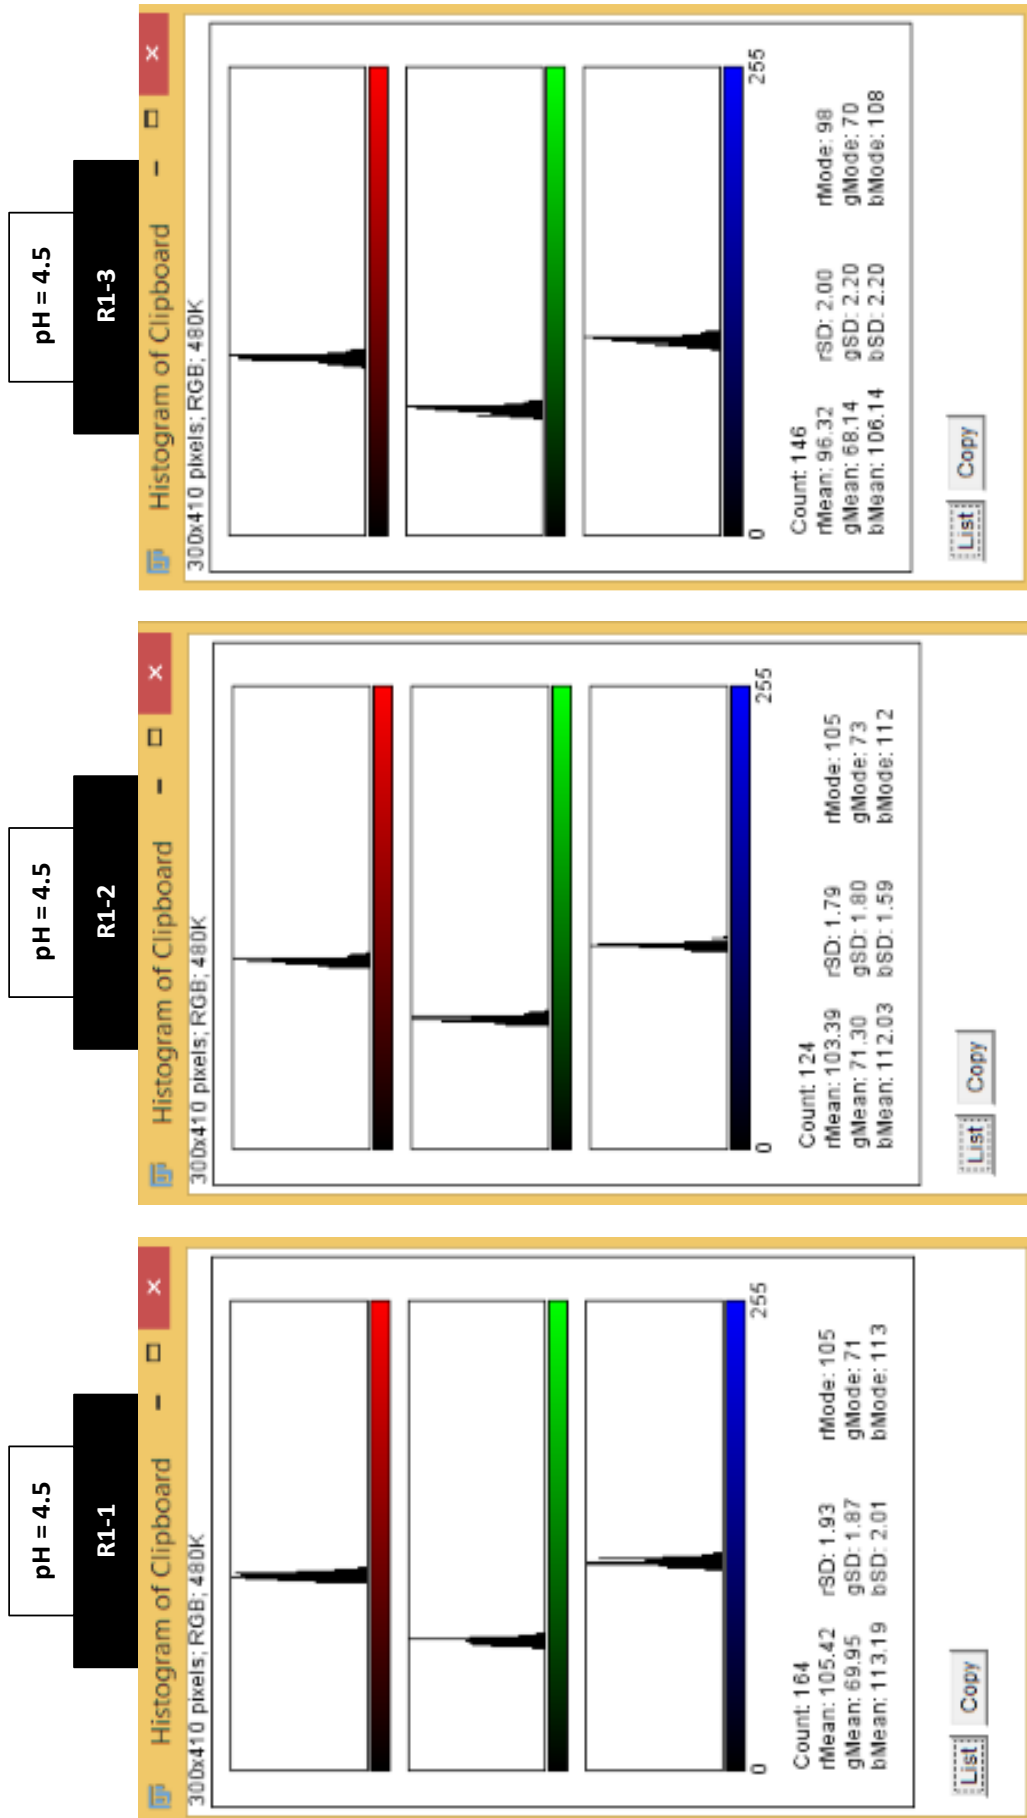 pH = 4.5
R1-1
Histogram of Clipboard
300x410 pixels; RGB; 480K
0 255
Count: 164
rMean: 105.42 rSD: 1.93 rMode: 105
gMean: 69.95 gSD: 1.87 gMode: 71
bMean: 113.19 bSD: 2.01 bMode: 113
List Copy
pH = 4.5
R1-2
Histogram of Clipboard
300x410 pixels; RGB; 480K
0 255
Count: 124
rMean: 103.39 rSD: 1.79 rMode: 105
gMean: 71.30 gSD: 1.80 gMode: 73
bMean: 112.03 bSD: 1.59 bMode: 112
List Copy
pH = 4.5
R1-3
Histogram of Clipboard
300x410 pixels; RGB; 480K
0 255
Count: 146
rMean: 96.32 rSD: 2.00 rMode: 98
gMean: 68.14 gSD: 2.20 gMode: 70
bMean: 106.14 bSD: 2.20 bMode: 108
List Copy